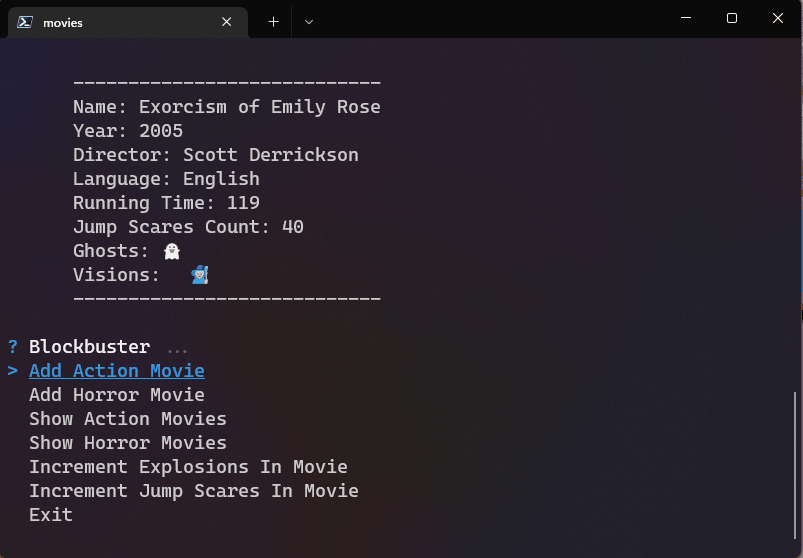 movies
----------------------------
Name: Exorcism of Emily Rose
Year: 2005
Director: Scott Derrickson
Language: English
Running Time: 119
Jump Scares Count: 40
Ghosts: 👻
Visions: 🧙
----------------------------
? Blockbuster ...
> Add Action Movie
Add Horror Movie
Show Action Movies
Show Horror Movies
Increment Explosions In Movie
Increment Jump Scares In Movie
Exit